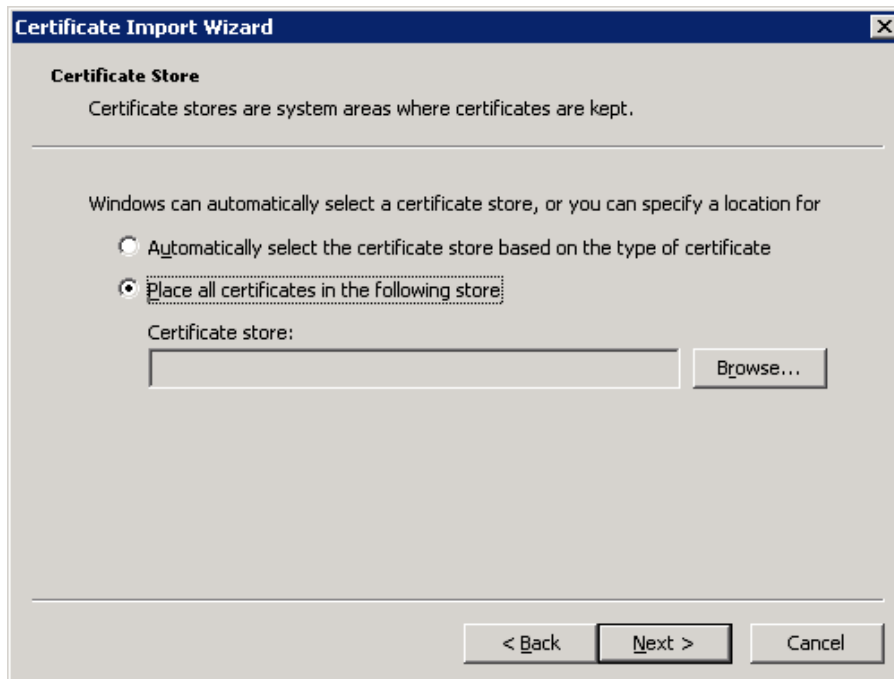 Certificate Import Wizard
Certificate Store
Certificate stores are system areas where certificates are kept.
Windows can automatically select a certificate store, or you can specify a location for
Automatically select the certificate store based on the type of certificate
Place all certificates in the following store
Certificate store:
Browse...
< Back Next > Cancel